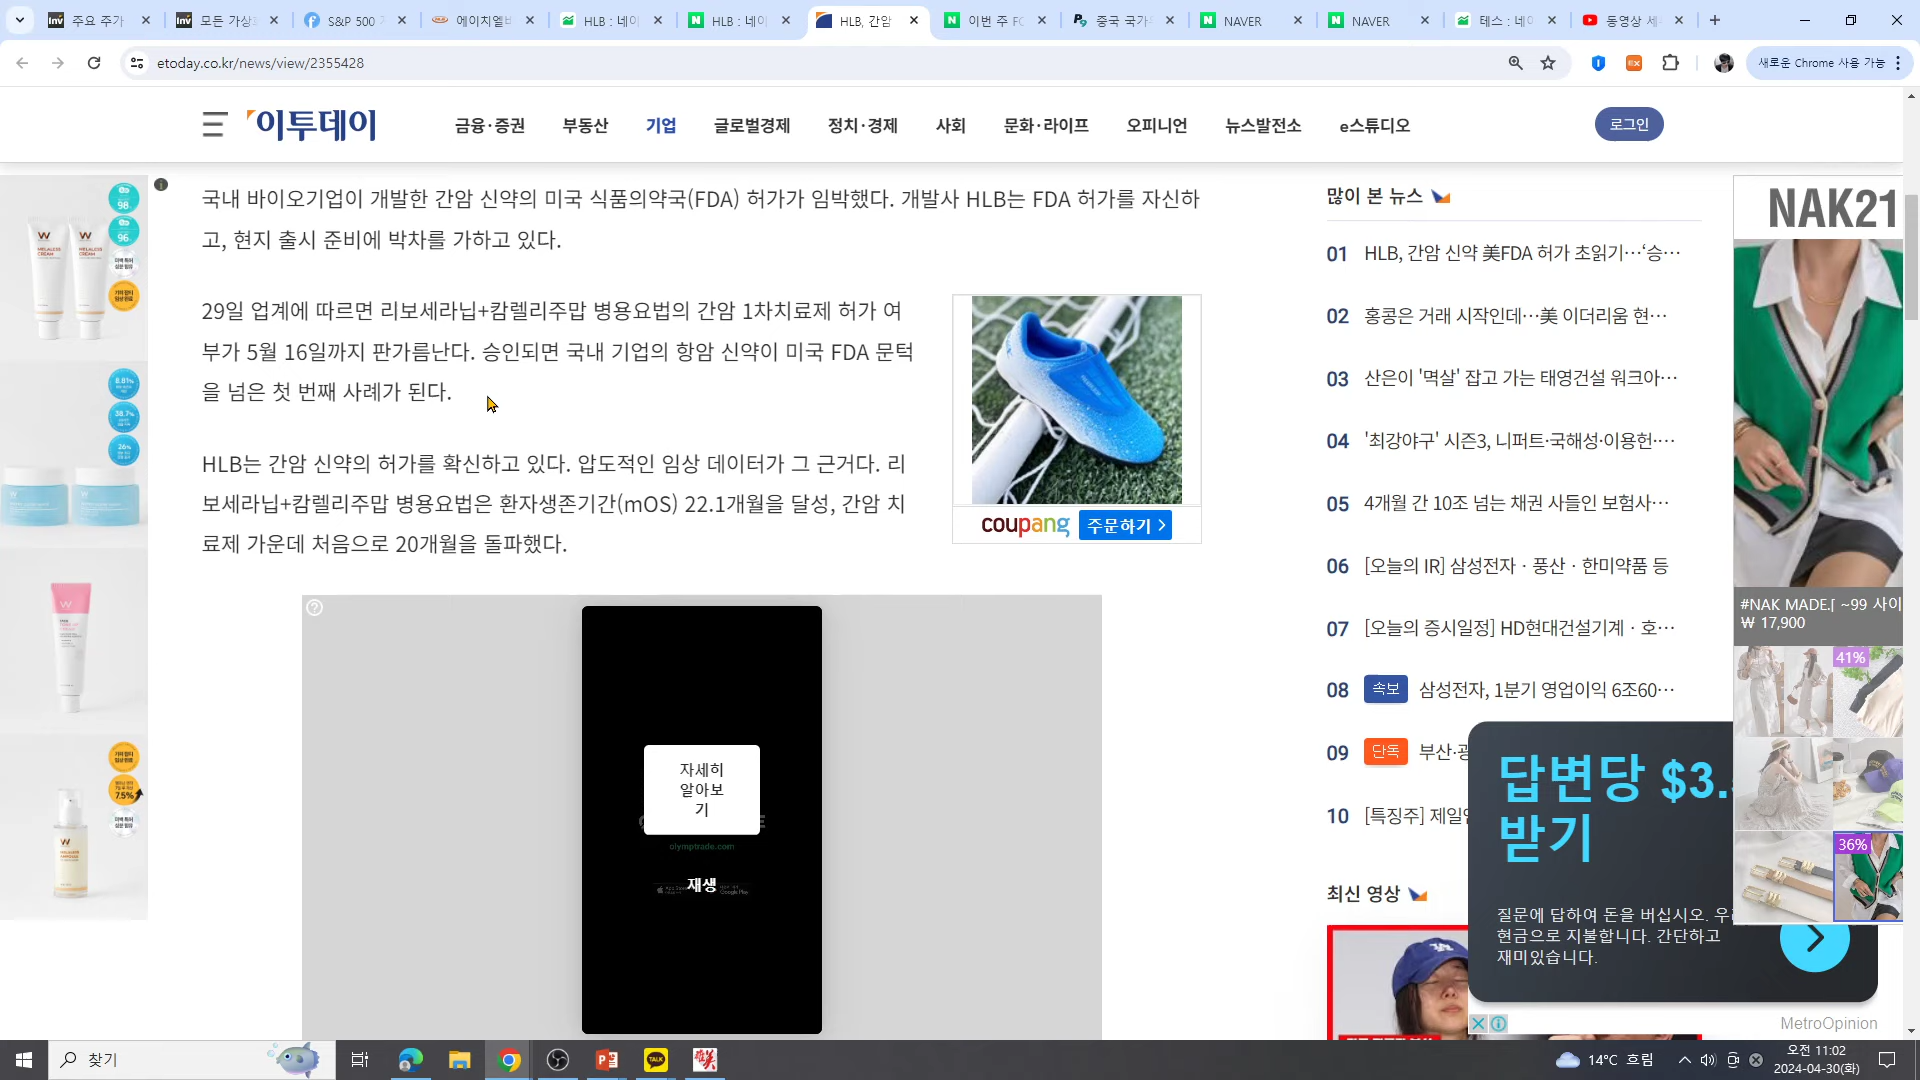 주요 주가
모든 가상
S&P 500
에이치엘
HLB : 네이
HLB : 네이
HLB, 간암
이번 주 FO
중국 국가
NAVER
NAVER
테스 : 네이
동영상 세
etoday.co.kr/news/view/2355428
새로운 Chrome 사용 가능
이투데이
금융·증권
부동산
기업
글로벌경제
정치·경제
사회
문화·라이프
오피니언
뉴스발전소
e스튜디오
로그인
국내 바이오기업이 개발한 간암 신약의 미국 식품의약국(FDA) 허가가 임박했다. 개발사 HLB는 FDA 허가를 자신하
고, 현지 출시 준비에 박차를 가하고 있다.
29일 업계에 따르면 리보세라닙+캄렐리주맙 병용요법의 간암 1차치료제 허가 여
부가 5월 16일까지 판가름난다. 승인되면 국내 기업의 항암 신약이 미국 FDA 문턱
을 넘은 첫 번째 사례가 된다.
HLB는 간암 신약의 허가를 확신하고 있다. 압도적인 임상 데이터가 그 근거다. 리
보세라닙+캄렐리주맙 병용요법은 환자생존기간(mOS) 22.1개월을 달성, 간암 치
료제 가운데 처음으로 20개월을 돌파했다.
coupang 주문하기
자세히
알아보
기
olymptrade.com
재생
많이 본 뉴스
01 HLB, 간암 신약 美FDA 허가 초읽기…‘승…
02 홍콩은 거래 시작인데…美 이더리움 현…
03 산은이 '멱살' 잡고 가는 태영건설 워크아…
04 '최강야구' 시즌3, 니퍼트·국해성·이용헌·…
05 4개월 간 10조 넘는 채권 사들인 보험사…
06 [오늘의 IR] 삼성전자ㆍ풍산ㆍ한미약품 등
07 [오늘의 증시일정] HD현대건설기계ㆍ호…
08 속보 삼성전자, 1분기 영업이익 6조60…
09 단독 부산·광
10 [특징주] 제일
최신 영상
NAK21
#NAK MADE.[ ~99 사이
₩ 17,900
41%
36%
답변당 $3.
받기
질문에 답하여 돈을 버십시오. 우리
현금으로 지불합니다. 간단하고
재미있습니다.
MetroOpinion
98
96
8.81%
38.7%
26%
7.5%
찾기
14°C 흐림
오전 11:02
2024-04-30(화)